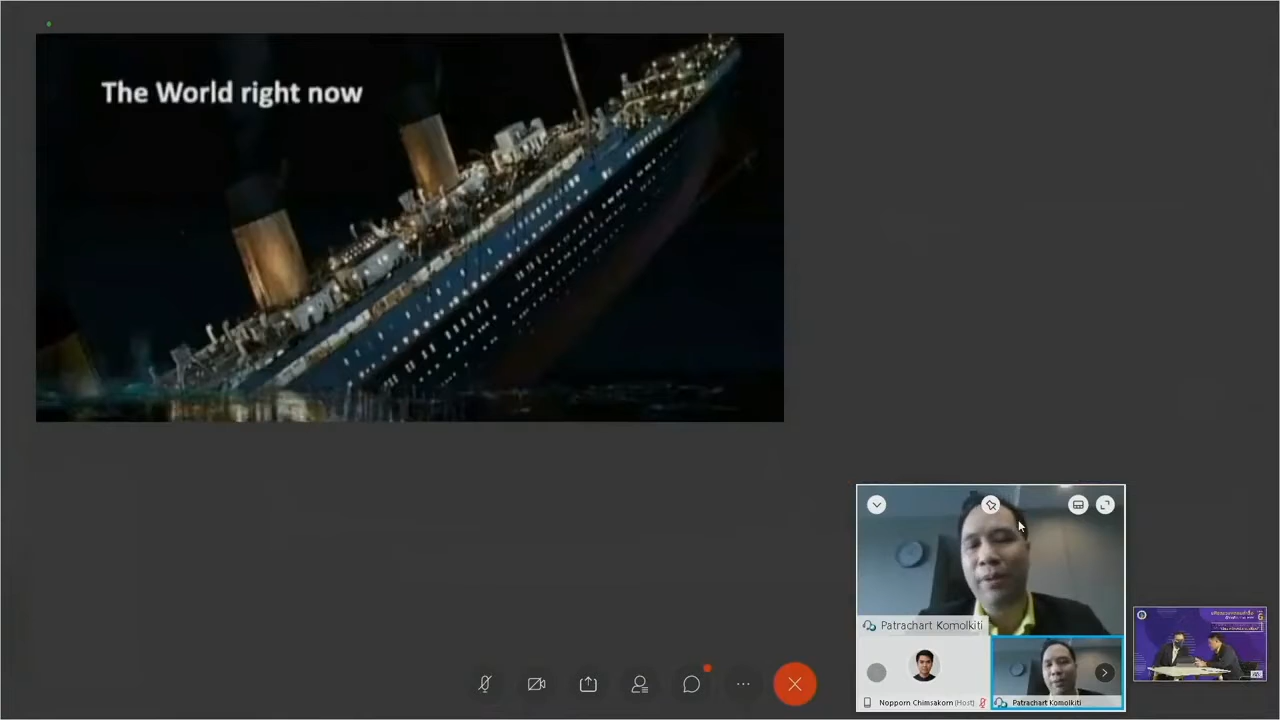 The World right now
Patrachart Komolkiti
Nopporn Chimsakorn (Host)
Patrachart Komolkiti